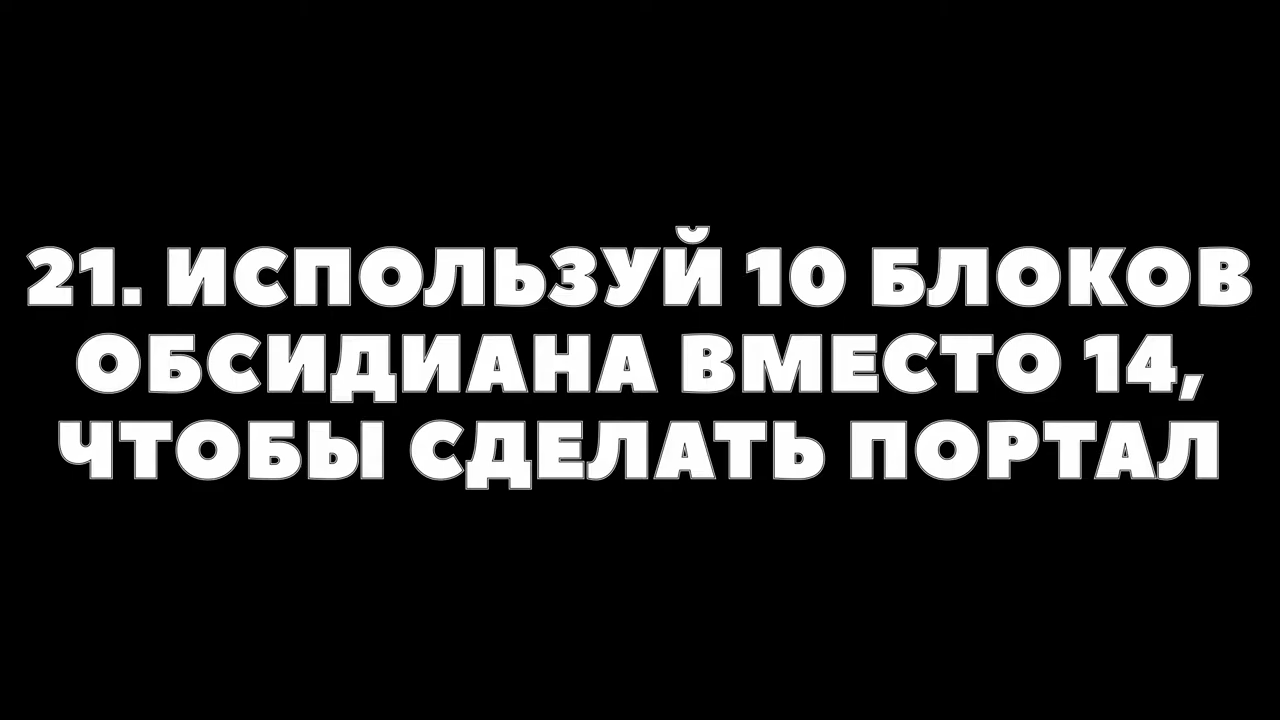 21. ИСПОЛЬЗУЙ 10 БЛОКОВ
ОБСИДИАНА ВМЕСТО 14,
ЧТОБЫ СДЕЛАТЬ ПОРТАЛ